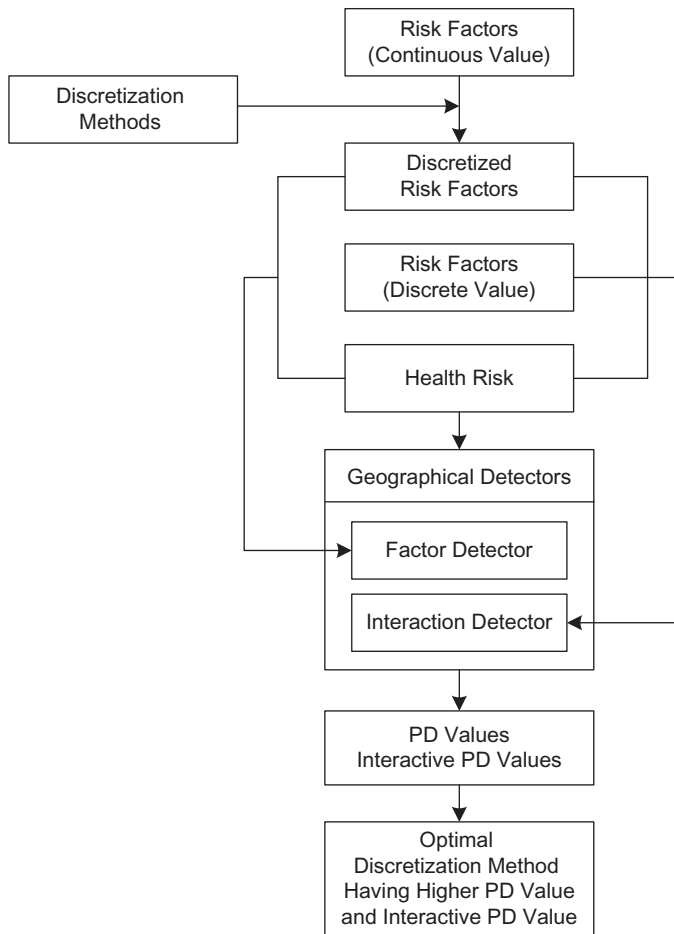 Risk Factors
(Continuous Value)
Discretization
Methods
Discretized
Risk Factors
Risk Factors
(Discrete Value)
Health Risk
Geographical Detectors
Factor Detector
Interaction Detector
PD Values
Interactive PD Values
Optimal
Discretization Method
Having Higher PD Value
and Interactive PD Value